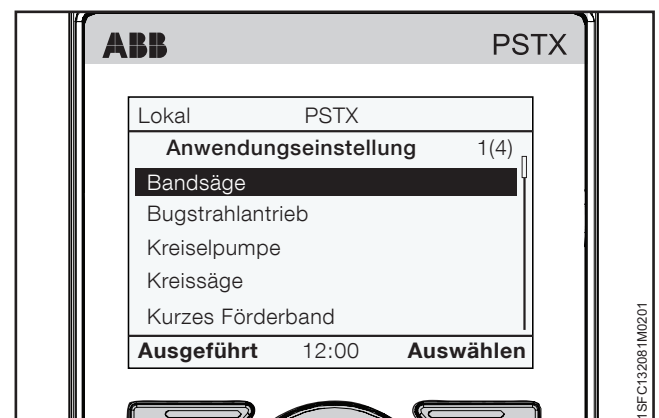 ABB PSTX
Lokal PSTX
Anwendungseinstellung 1(4)
Bandsäge
Bugstrahlantrieb
Kreiselpumpe
Kreissäge
Kurzes Förderband
Ausgeführt 12:00 Auswählen
1SFC132081M0201